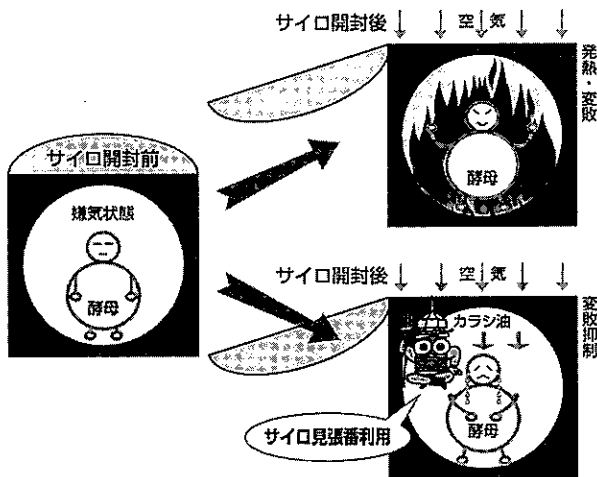 サイロ開封前
嫌気状態
酵母
サイロ開封後
空気
酵母
発熱・変敗
サイロ開封後
空気
カラシ油
酵母
変敗抑制
サイロ見張番利用